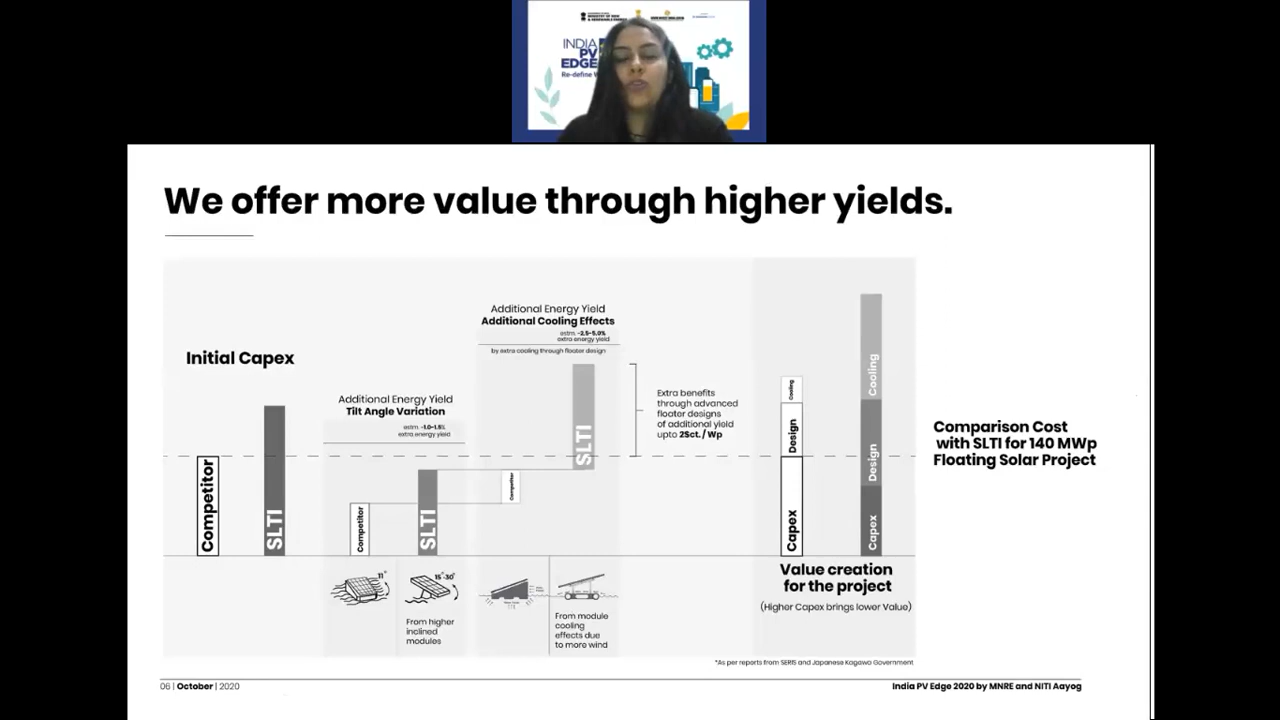 INDIA
PV
EDGE
We offer more value through higher yields.
Initial Capex
Competitor
SLTI
Additional Energy Yield
Tilt Angle Variation
estm. ~1.0-1.5%
extra energy yield
Competitor
SLTI
Additional Energy Yield
Additional Cooling Effects
estm. ~2.5-5.0%
extra energy yield
by extra cooling through floater design
Competitor
SLTI
Extra benefits
through advanced
floater designs
of additional yield
upto 2$ct./Wp
Cooling
Design
Capex
Cooling
Design
Capex
Comparison Cost
with SLTI for 140 MWp
Floating Solar Project
11°
15°-30°
From higher
inclined
modules
From module
cooling
effects due
to more wind
Value creation
for the project
(Higher Capex brings lower Value)
*As per reports from SERIS and Japanese Kagawa Government
06 | October | 2020
India PV Edge 2020 by MNRE and NITI Aayog